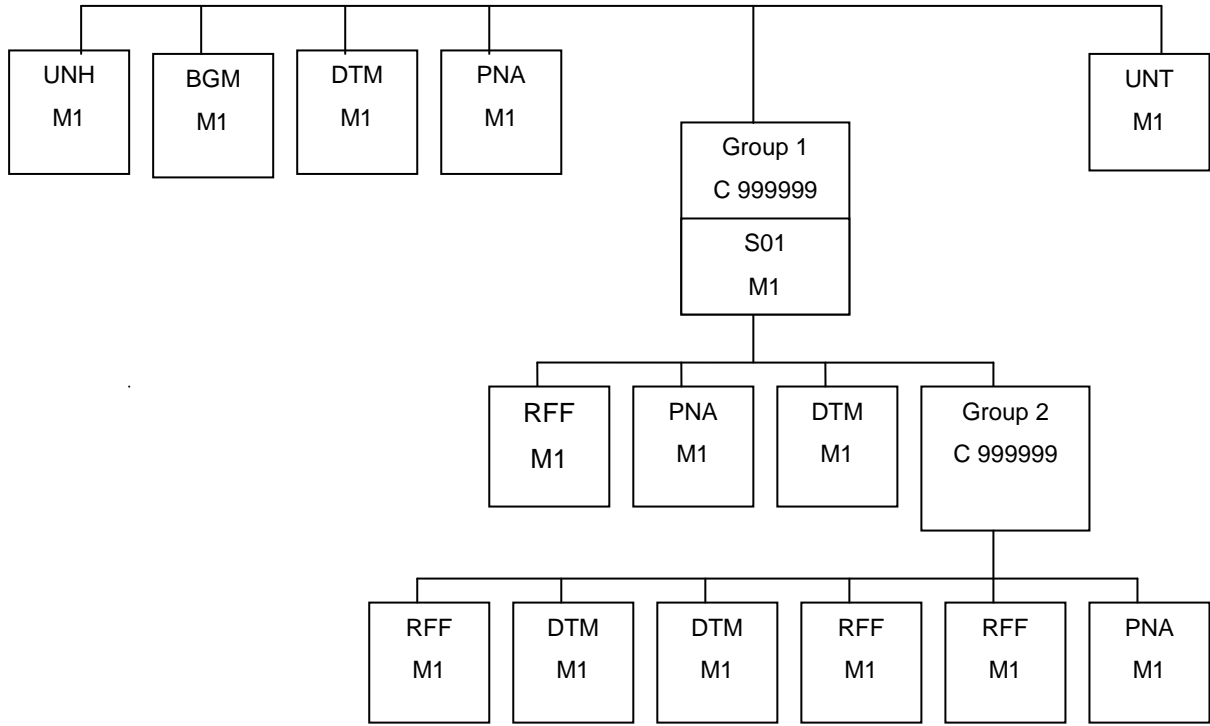 UNH
M1
BGM
M1
DTM
M1
PNA
M1
UNT
M1
Group 1
C 999999
S01
M1
RFF
M1
PNA
M1
DTM
M1
Group 2
C 999999
RFF
M1
DTM
M1
DTM
M1
RFF
M1
RFF
M1
PNA
M1